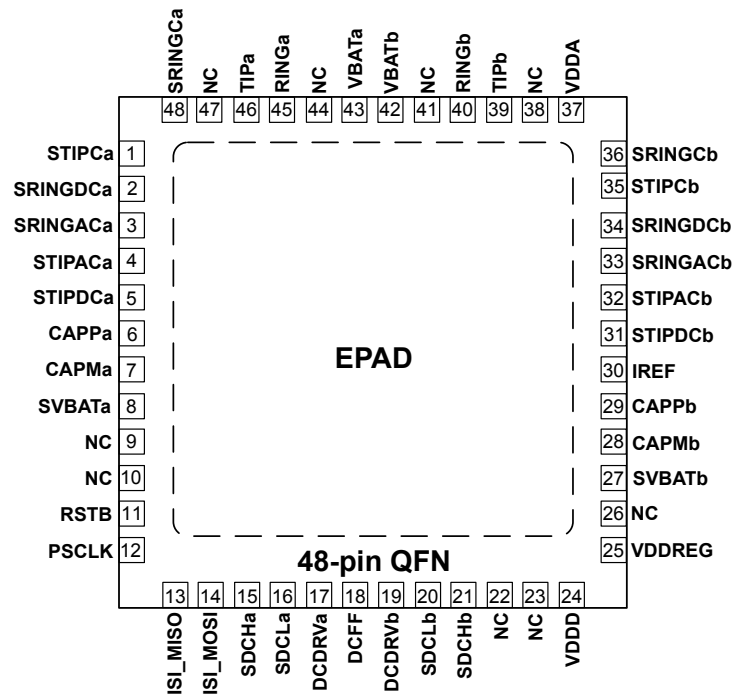 SRINGCa NC TIPa RINGa NC VBATa VBATb NC RINGb TIPb NC VDDA
48 47 46 45 44 43 42 41 40 39 38 37
STIPCa 1
SRINGDCa 2
SRINGACa 3
STIPACa 4
STIPDCa 5
CAPPa 6
CAPMa 7
SVBATa 8
NC 9
NC 10
RSTB 11
PSCLK 12
EPAD
36 SRINGCb
35 STIPCb
34 SRINGDCb
33 SRINGACb
32 STIPACb
31 STIPDCb
30 IREF
29 CAPPb
28 CAPMb
27 SVBATb
26 NC
25 VDDREG
48-pin QFN
13 14 15 16 17 18 19 20 21 22 23 24
ISI_MISO ISI_MOSI SDCHa SDCLa DCDRVa DCFF DCDRVb SDCLb SDCHb NC NC VDDD